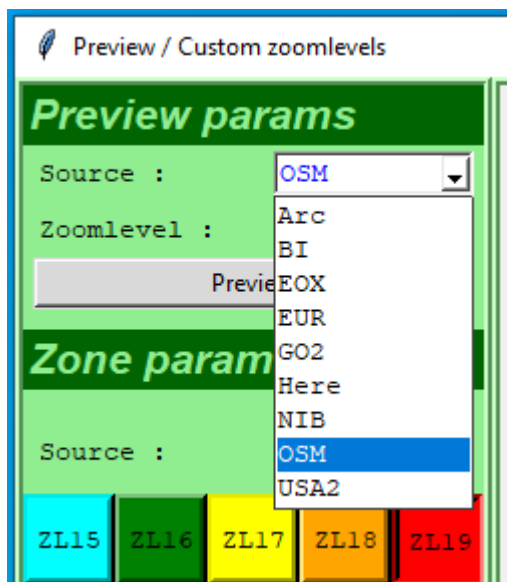 Preview / Custom zoomlevels
Preview params
Source : OSM
Zoomlevel :
Arc
BI
EOX
EUR
GO2
Here
NIB
OSM
USA2
Zone param
Source :
ZL15 ZL16 ZL17 ZL18 ZL19